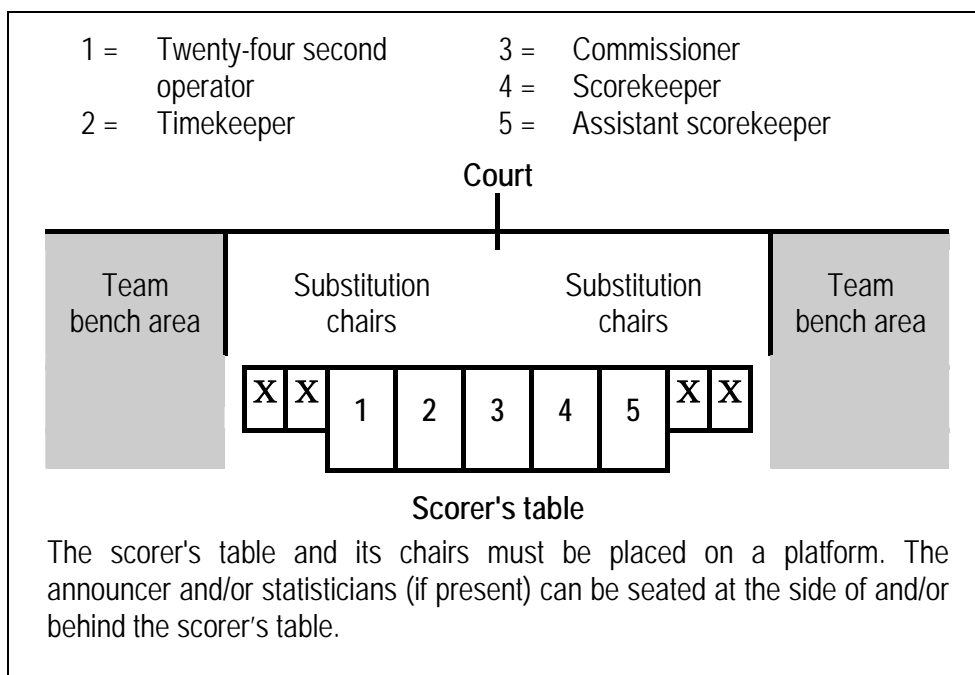 1 = Twenty-four second
operator
2 = Timekeeper
3 = Commissioner
4 = Scorekeeper
5 = Assistant scorekeeper
Court
Team
bench area
Substitution
chairs
Substitution
chairs
Team
bench area
X X 1 2 3 4 5 X X
Scorer's table
The scorer's table and its chairs must be placed on a platform. The
announcer and/or statisticians (if present) can be seated at the side of and/or
behind the scorer’s table.